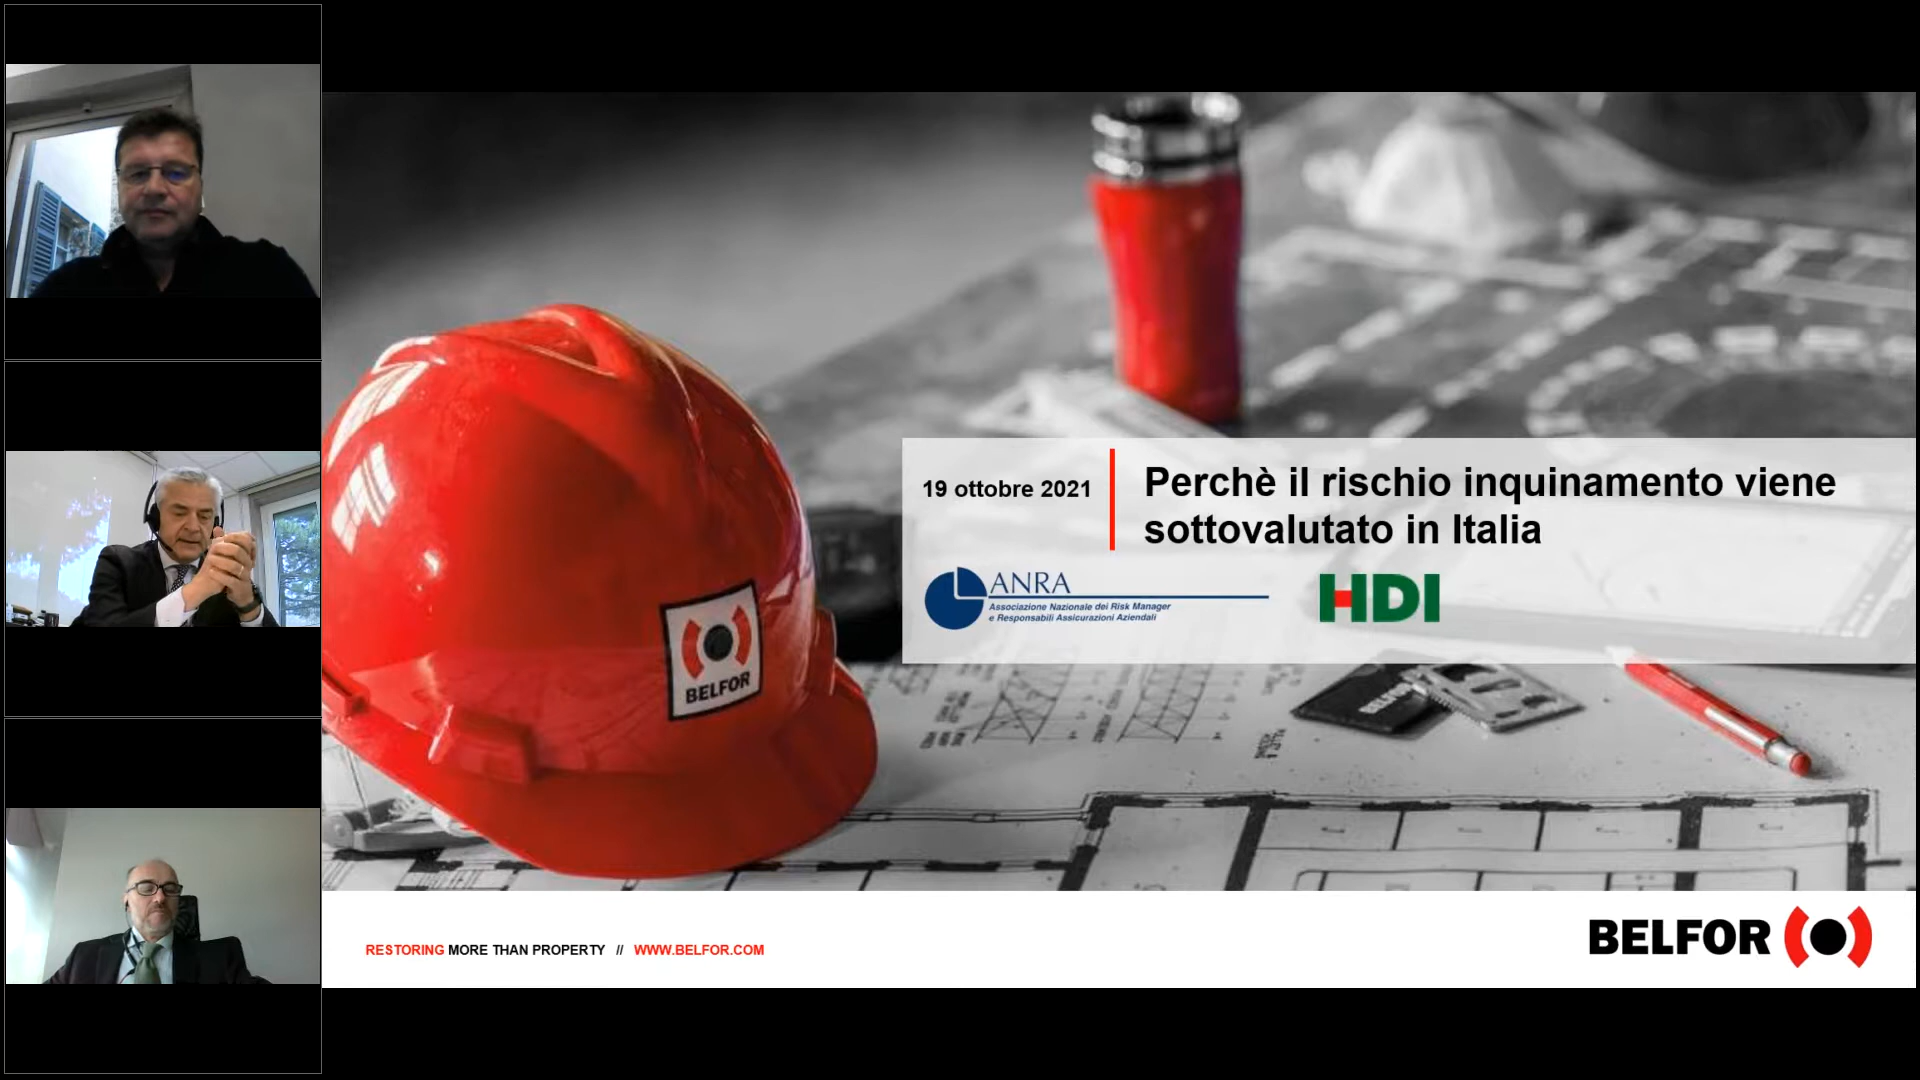 19 ottobre 2021
Perchè il rischio inquinamento viene
sottovalutato in Italia
ANRA
Associazione Nazionale dei Risk Manager
e Responsabili Assicurazioni Aziendali
HDI
BELFOR
BELFOR
RESTORING MORE THAN PROPERTY // WWW.BELFOR.COM
BELFOR